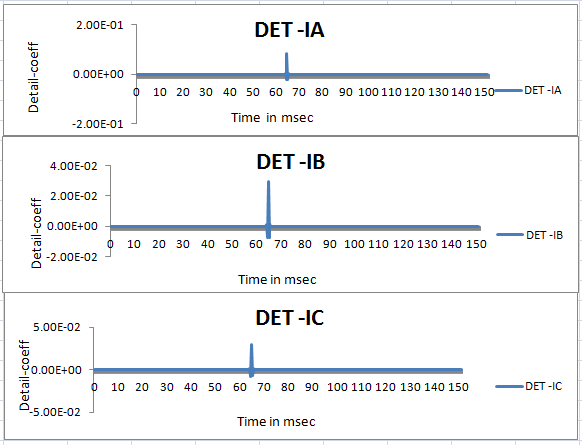 DET -IA
2.00E-01
0.00E+00
-2.00E-01
Detail-coeff
0 10 20 30 40 50 60 70 80 90 100 110 120 130 140 150
Time in msec
DET -IA
DET -IB
4.00E-02
2.00E-02
0.00E+00
-2.00E-02
Detail-coeff
0 10 20 30 40 50 60 70 80 90 100 110 120 130 140 150
Time in msec
DET -IB
DET -IC
5.00E-02
0.00E+00
-5.00E-02
Detail-coeff
0 10 20 30 40 50 60 70 80 90 100 110 120 130 140 150
Time in msec
DET -IC